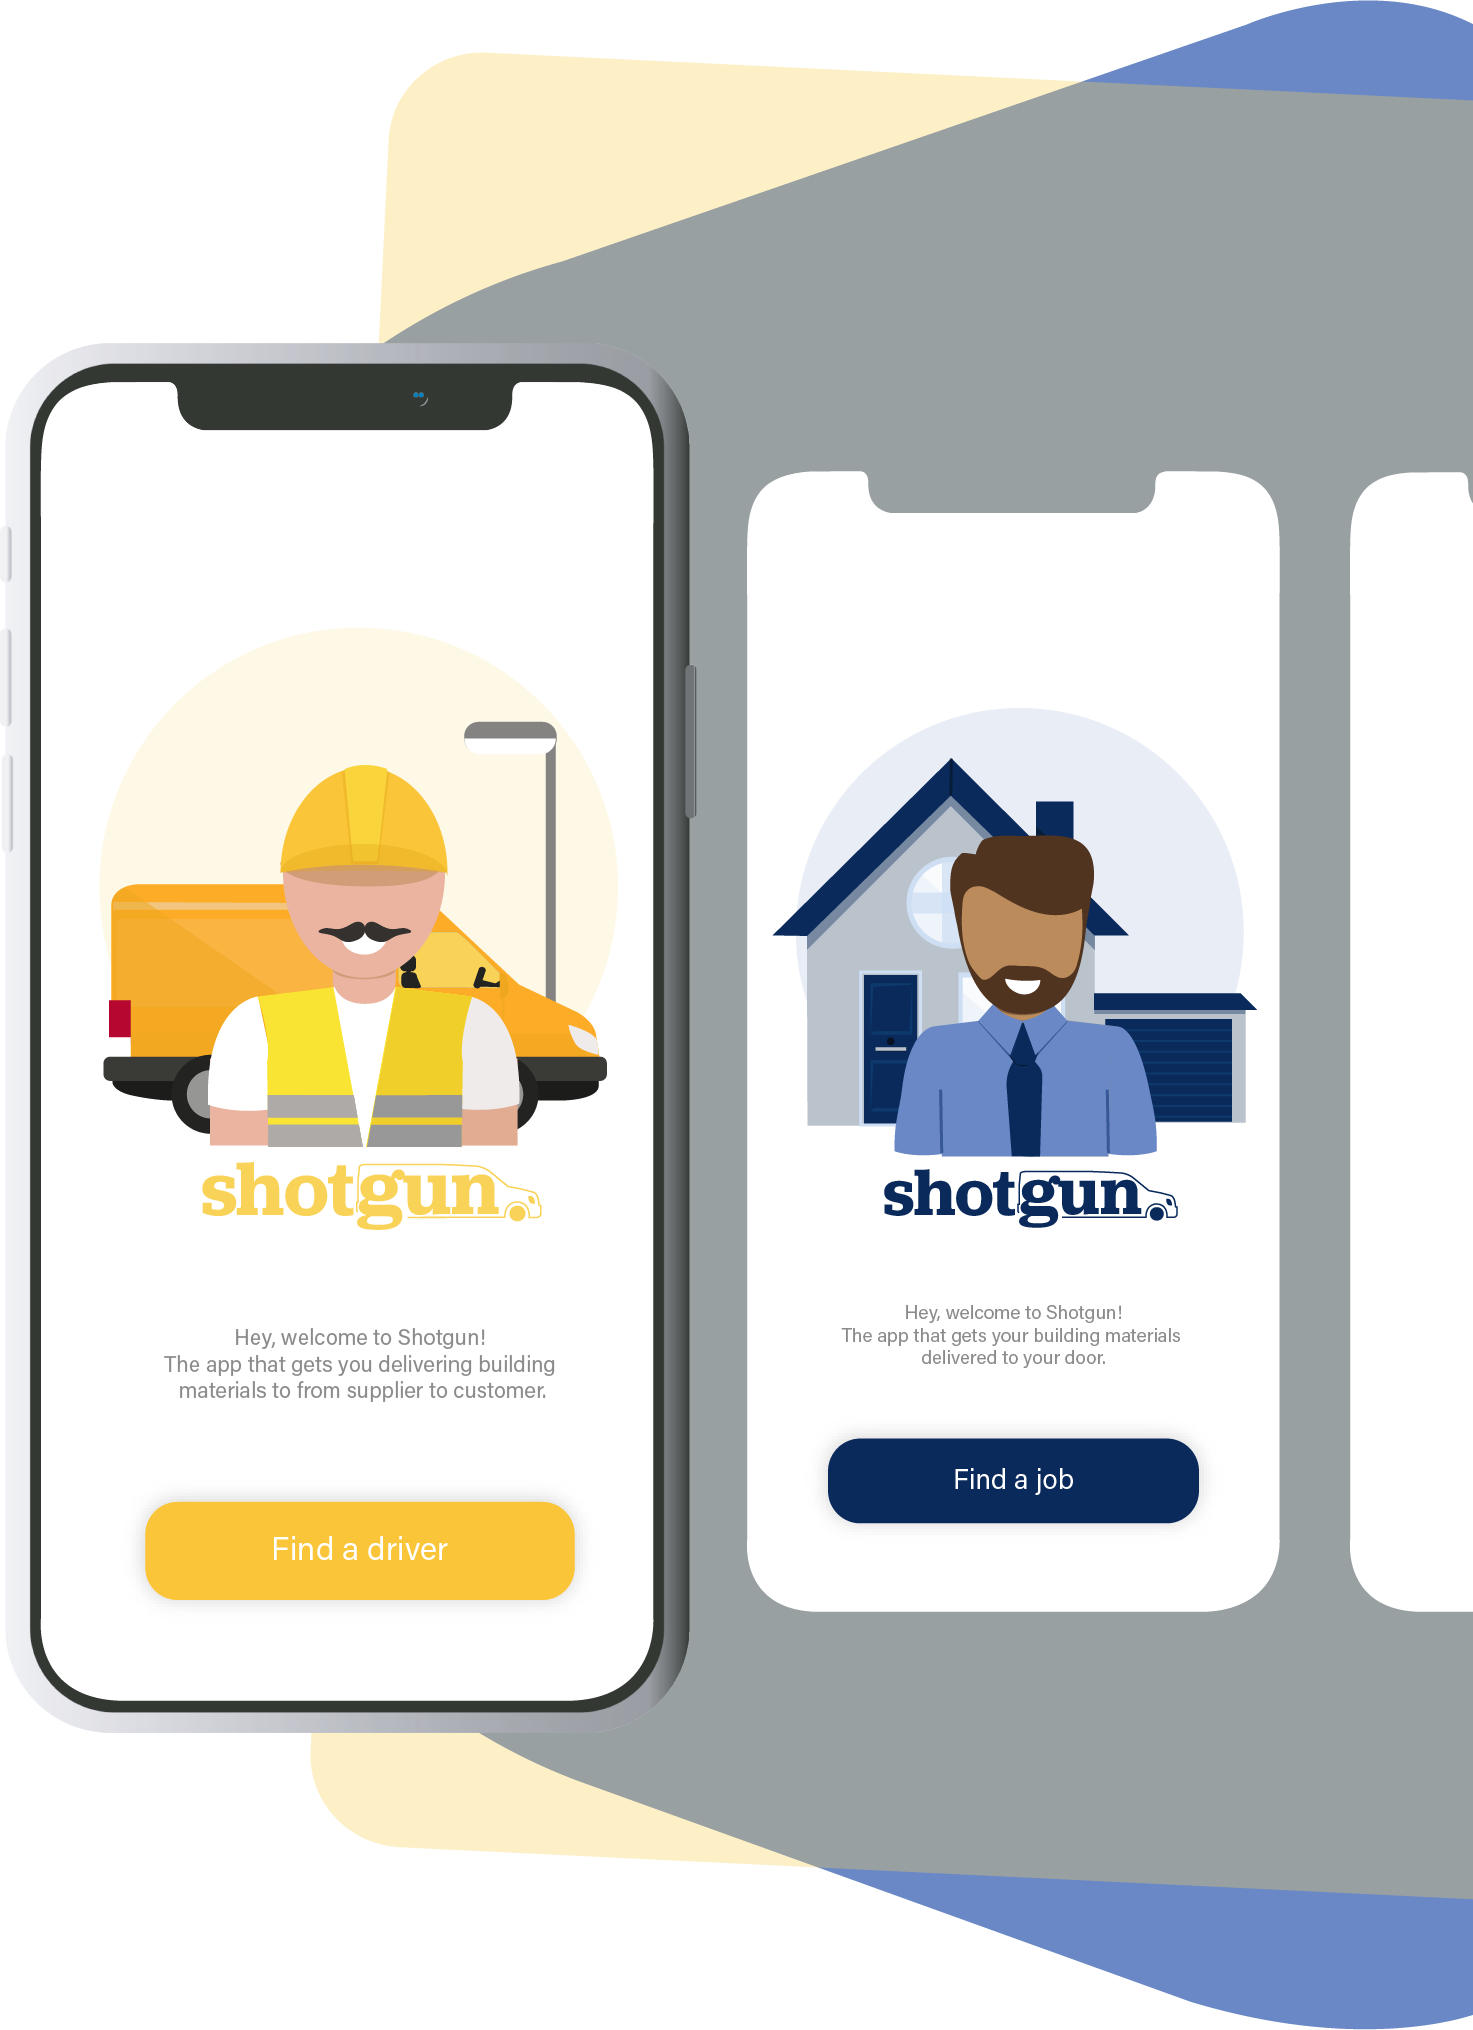 shotgun
Hey, welcome to Shotgun!
The app that gets you delivering building
materials to from supplier to customer.
Find a driver
shotgun
Hey, welcome to Shotgun!
The app that gets your building materials
delivered to your door.
Find a job